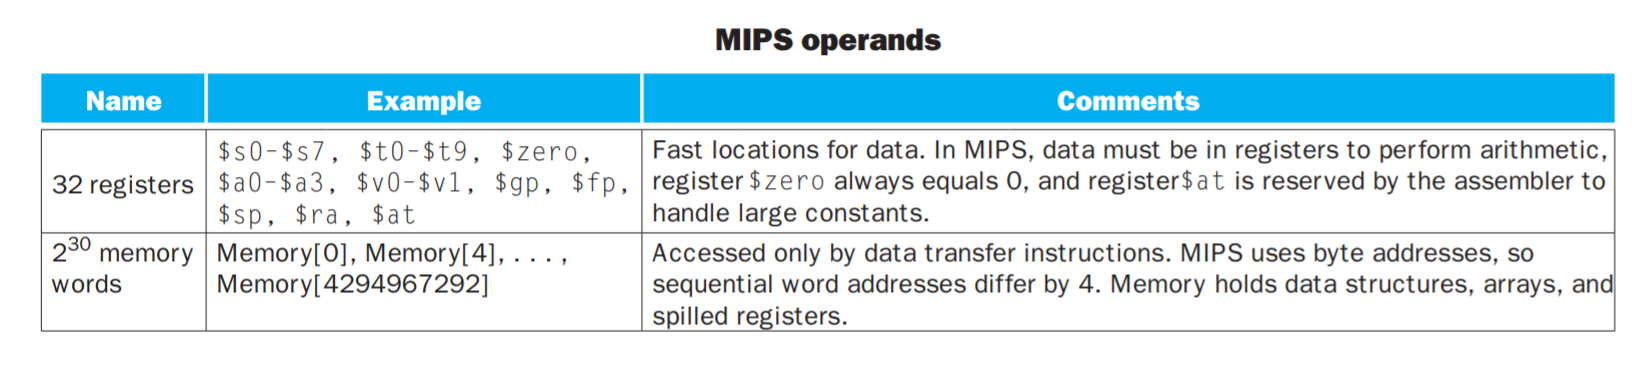 MIPS operands
Name Example Comments
32 registers
$s0-$s7, $t0-$t9, $zero,
$a0-$a3, $v0-$v1, $gp, $fp,
$sp, $ra, $at
Fast locations for data. In MIPS, data must be in registers to perform arithmetic,
register $zero always equals 0, and register$at is reserved by the assembler to
handle large constants.
2³⁰ memory
words
Memory[0], Memory[4], . . . ,
Memory[4294967292]
Accessed only by data transfer instructions. MIPS uses byte addresses, so
sequential word addresses differ by 4. Memory holds data structures, arrays, and
spilled registers.